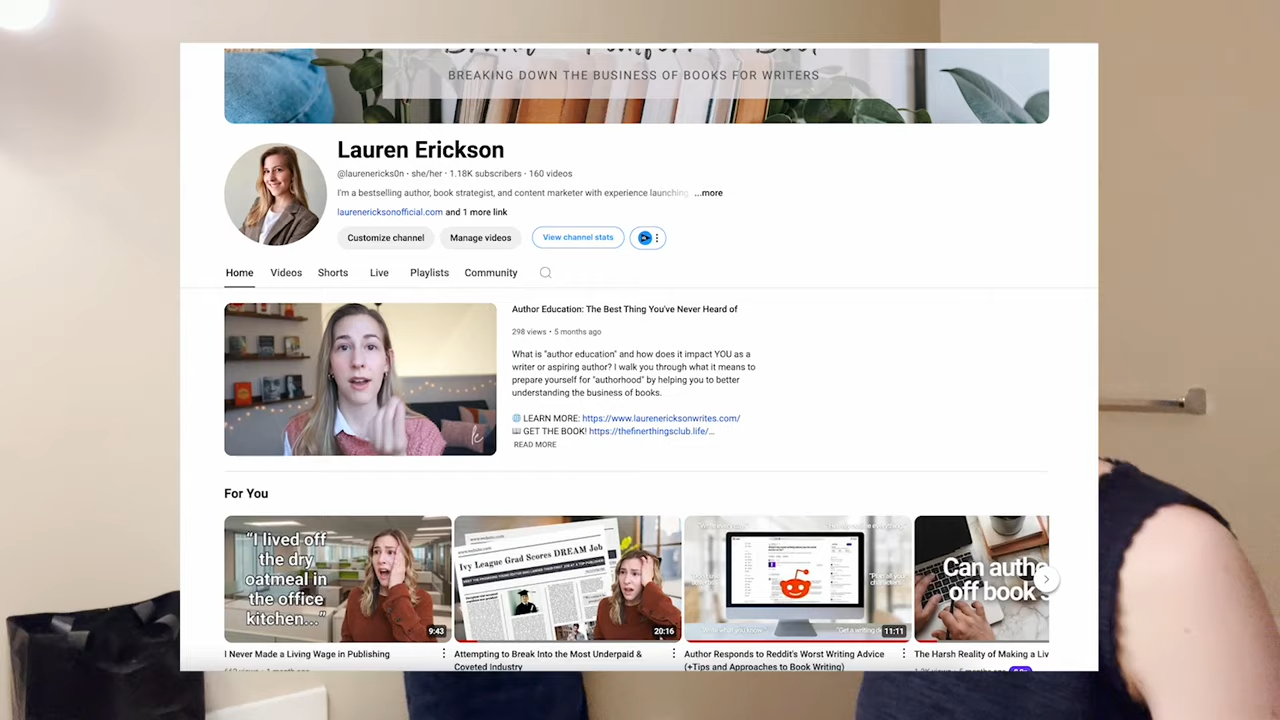 BREAKING DOWN THE BUSINESS OF BOOKS FOR WRITERS
Lauren Erickson
@laurenericks0n · she/her · 1.18K subscribers · 160 videos
I'm a bestselling author, book strategist, and content marketer with experience launching ...more
laurenericksonofficial.com and 1 more link
Customize channel
Manage videos
View channel stats
Home Videos Shorts Live Playlists Community
Author Education: The Best Thing You've Never Heard of
298 views • 5 months ago
What is "author education" and how does it impact YOU as a
writer or aspiring author? I walk you through what it means to
prepare yourself for "authorhood" by helping you to better
understanding the business of books.
LEARN MORE: https://www.laurenericksonwrites.com/
GET THE BOOK! https://thefinerthingsclub.life/...
READ MORE
For You
"I lived off
the dry
oatmeal in
the office
kitchen..."
9:43
Ivy League Grad Scores DREAM Job
20:16
11:11
Can autho
off book s
I Never Made a Living Wage in Publishing
Attempting to Break Into the Most Underpaid &
Coveted Industry
Author Responds to Reddit's Worst Writing Advice
(+Tips and Approaches to Book Writing)
The Harsh Reality of Making a Liv